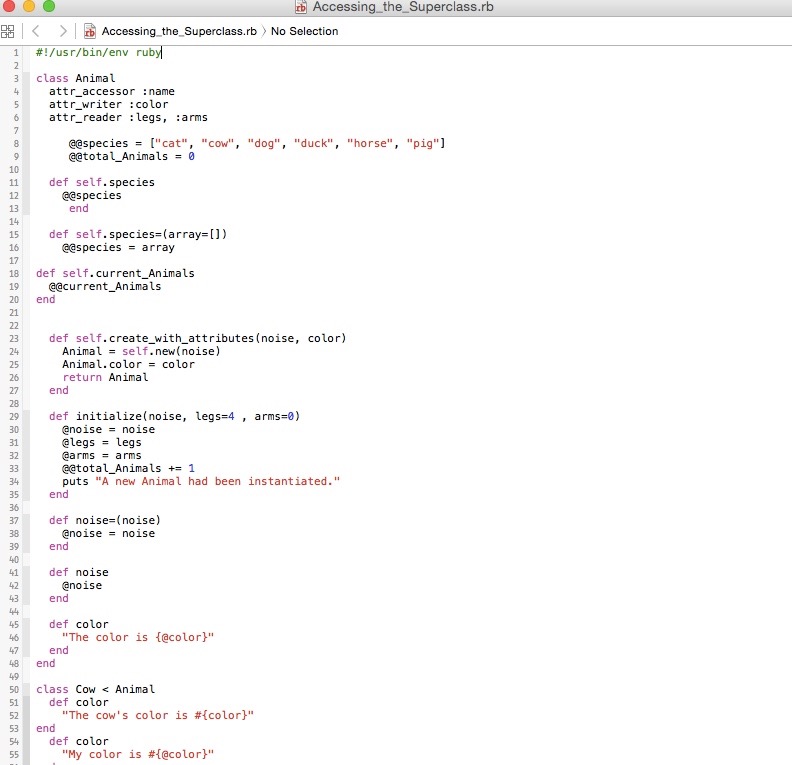 Accessing_the_Superclass.rb
Accessing_the_Superclass.rb 〉 No Selection
1 #!/usr/bin/env ruby
2
3 class Animal
4 attr_accessor :name
5 attr_writer :color
6 attr_reader :legs, :arms
7
8 @@species = ["cat", "cow", "dog", "duck", "horse", "pig"]
9 @@total_Animals = 0
10
11 def self.species
12 @@species
13 end
14
15 def self.species=(array=[])
16 @@species = array
17
18 def self.current_Animals
19 @@current_Animals
20 end
21
22
23 def self.create_with_attributes(noise, color)
24 Animal = self.new(noise)
25 Animal.color = color
26 return Animal
27 end
28
29 def initialize(noise, legs=4 , arms=0)
30 @noise = noise
31 @legs = legs
32 @arms = arms
33 @@total_Animals += 1
34 puts "A new Animal had been instantiated."
35 end
36
37 def noise=(noise)
38 @noise = noise
39 end
40
41 def noise
42 @noise
43 end
44
45 def color
46 "The color is {@color}"
47 end
48 end
49
50 class Cow < Animal
51 def color
52 "The cow's color is #{color}"
53 end
54 def color
55 "My color is #{@color}"